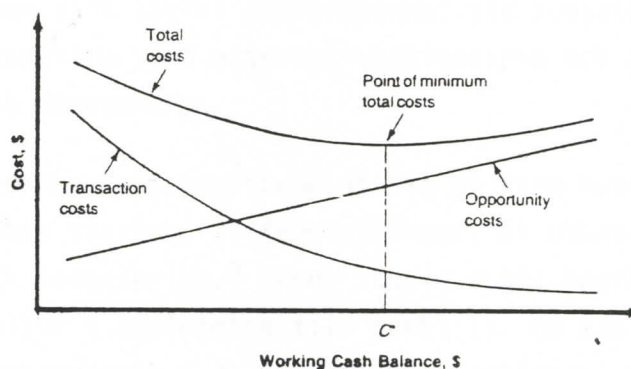 Total
costs
Point of minimum
total costs
Cost, $
Transaction
costs
Opportunity
costs
C*
Working Cash Balance, $